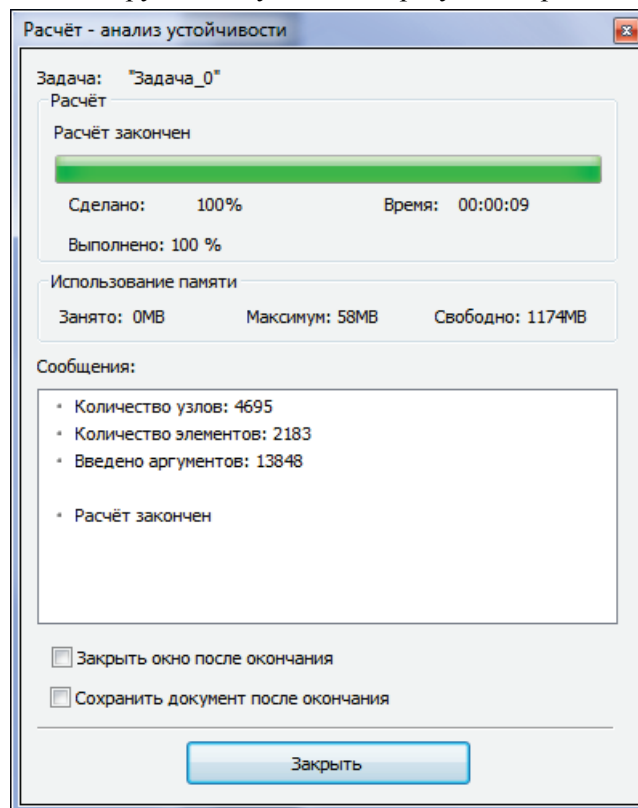 Расчёт - анализ устойчивости
Задача: "Задача_0"
Расчёт
Расчёт закончен
Сделано: 100% Время: 00:00:09
Выполнено: 100 %
Использование памяти
Занято: 0MB Максимум: 58MB Свободно: 1174MB
Сообщения:
• Количество узлов: 4695
• Количество элементов: 2183
• Введено аргументов: 13848
• Расчёт закончен
Закрыть окно после окончания
Сохранить документ после окончания
Закрыть